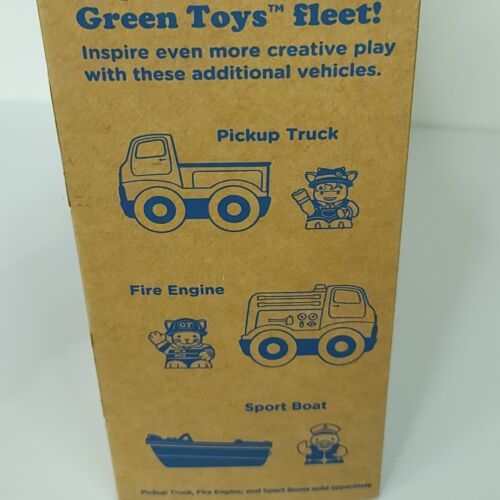 Green Toys™ fleet!
Inspire even more creative play
with these additional vehicles.
Pickup Truck
Fire Engine
GT
Sport Boat
Pickup Truck, Fire Engine, and Sport Boats sold separately